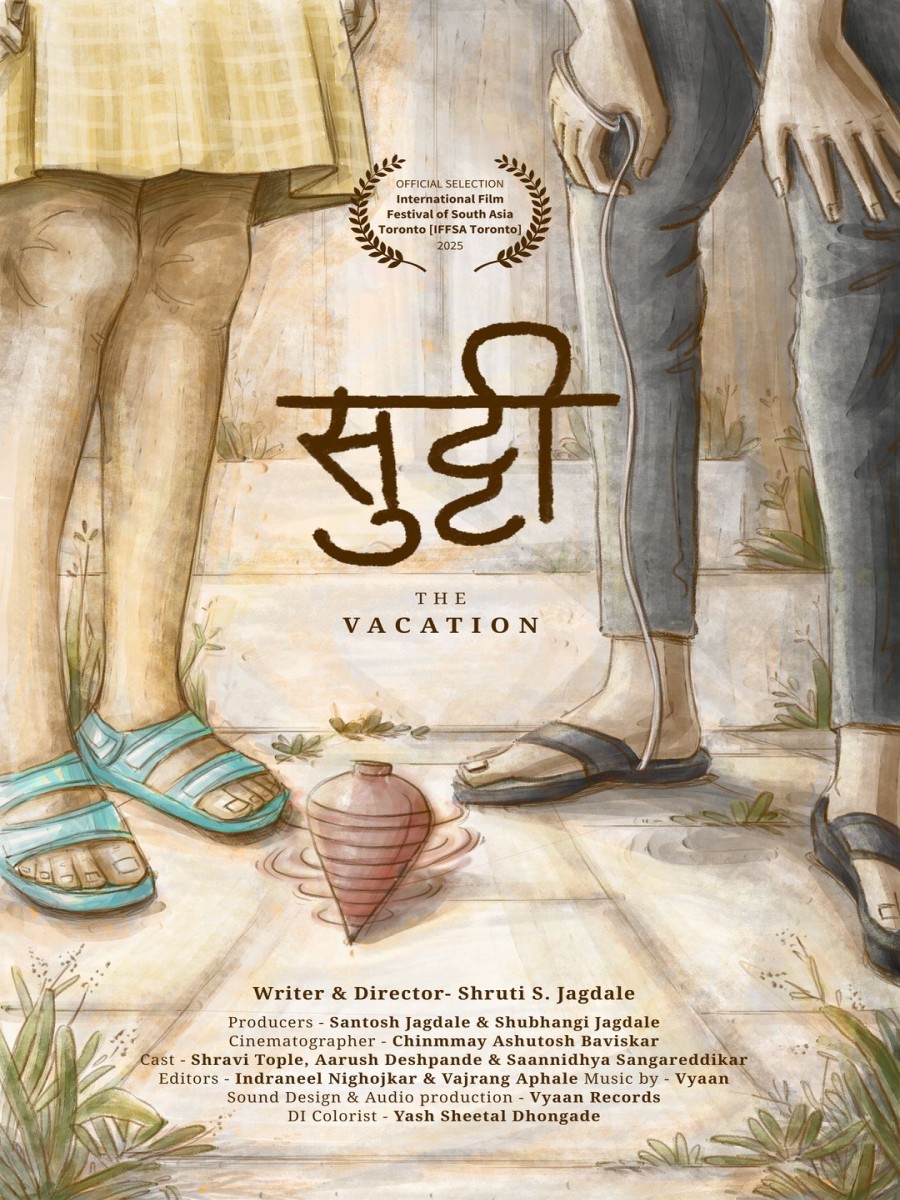 OFFICIAL SELECTION
International Film
Festival of South Asia
Toronto [IFFSA Toronto]
2025
सुट्टी
THE
VACATION
Writer & Director- Shruti S. Jagdale
Producers - Santosh Jagdale & Shubhangi Jagdale
Cinematographer - Chinmmay Ashutosh Baviskar
Cast - Shravi Tople, Aarush Deshpande & Saannidhya Sangareddikar
Editors - Indraneel Nighojkar & Vajrang Aphale Music by - Vyaan
Sound Design & Audio production - Vyaan Records
DI Colorist - Yash Sheetal Dhongade